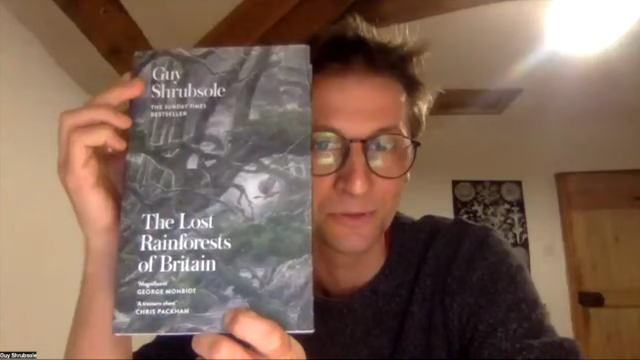 Guy
Shrubsole
THE SUNDAY TIMES
BESTSELLER
The Lost
Rainforests
of Britain
'Magnificent'
GEORGE MONBIOT
'A treasure chest'
CHRIS PACKHAM
Guy Shrubsole